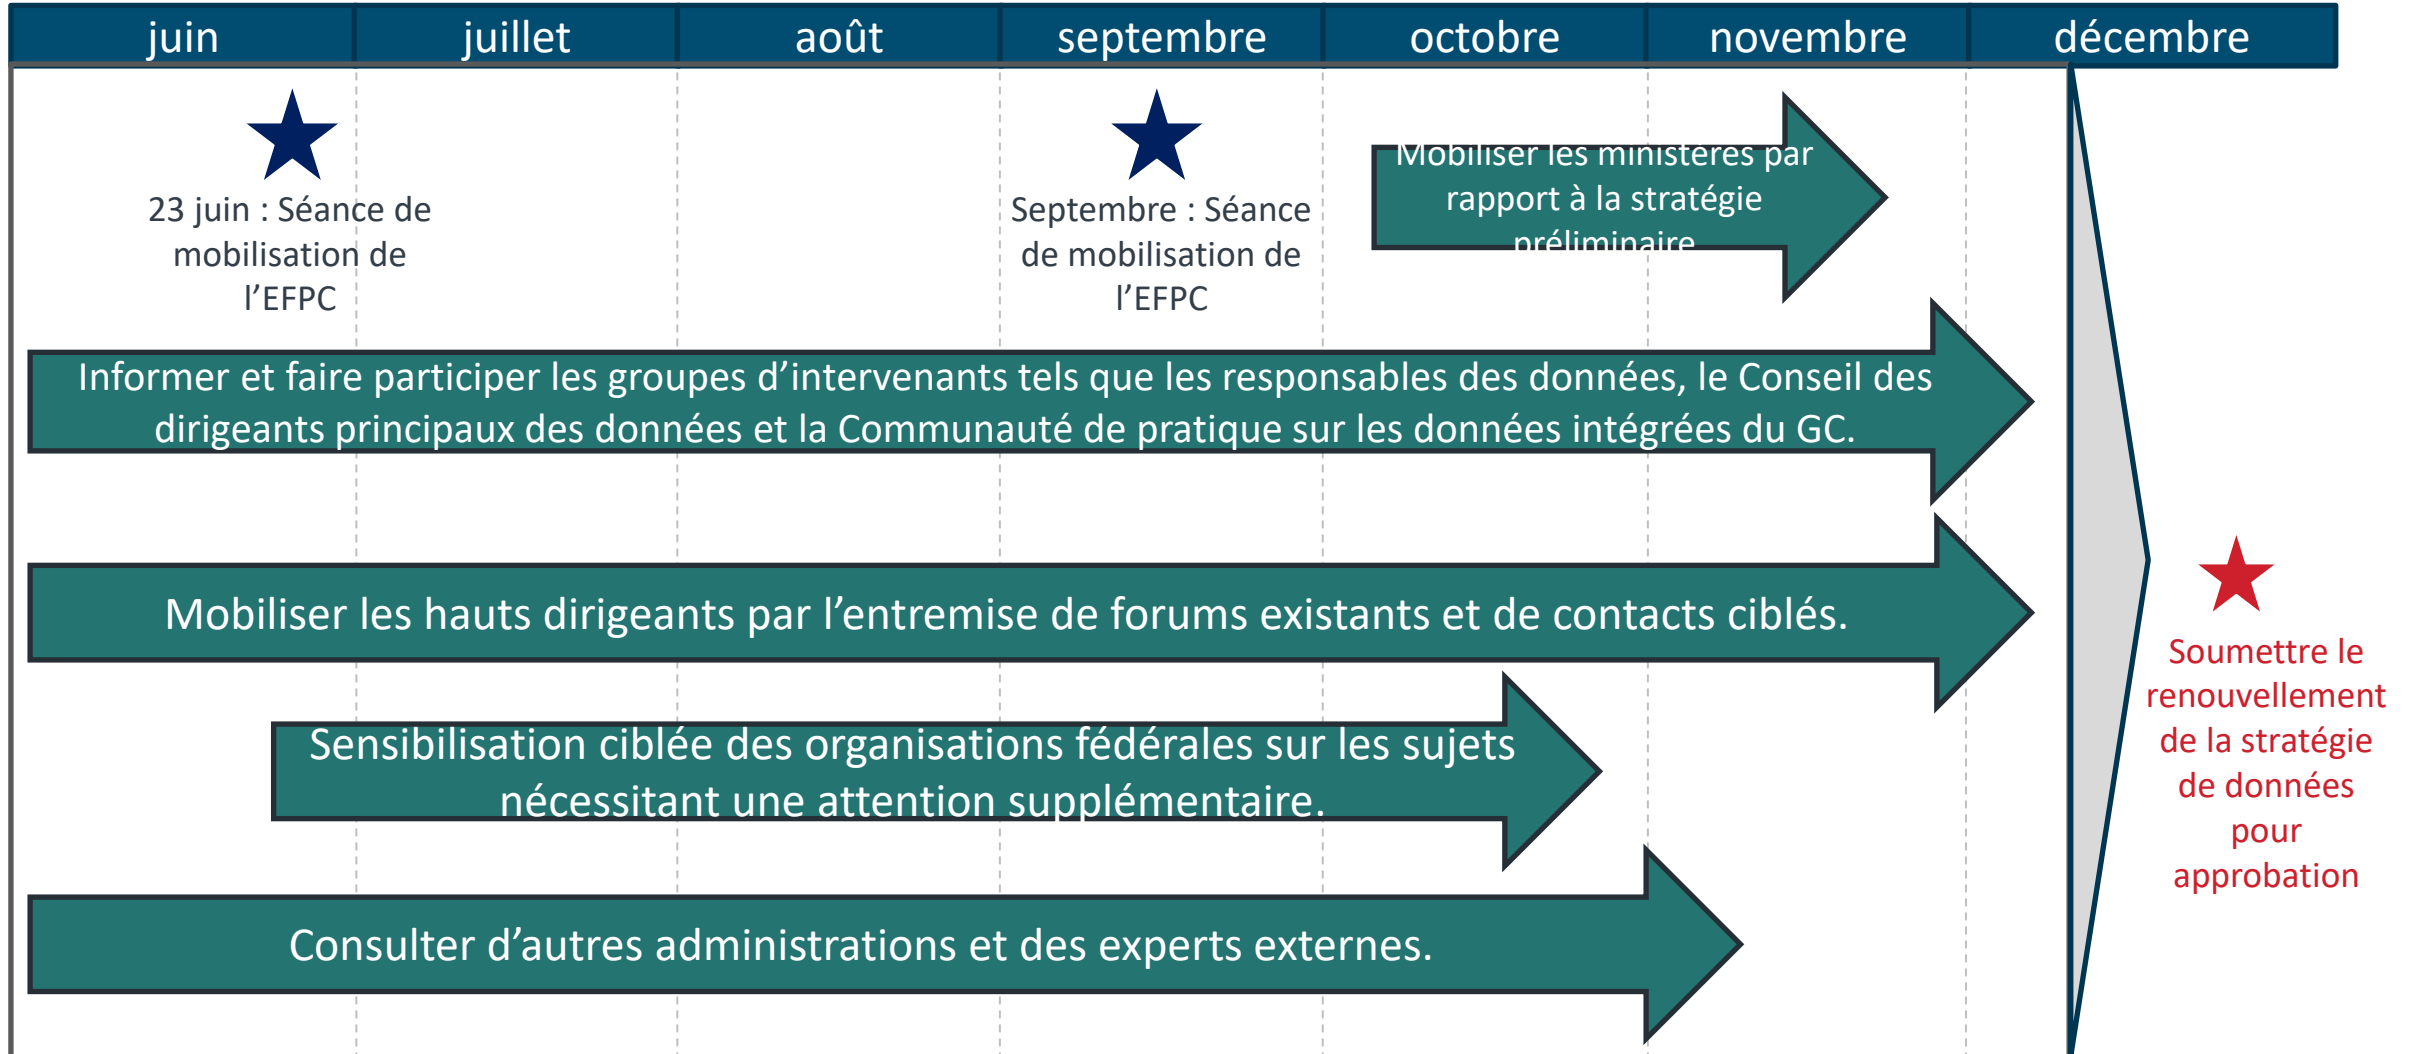 juin juillet août septembre octobre novembre décembre
23 juin : Séance de
mobilisation de
l’EFPC
Septembre : Séance
de mobilisation de
l’EFPC
Mobiliser les ministères par
rapport à la stratégie
préliminaire
Informer et faire participer les groupes d’intervenants tels que les responsables des données, le Conseil des
dirigeants principaux des données et la Communauté de pratique sur les données intégrées du GC.
Mobiliser les hauts dirigeants par l’entremise de forums existants et de contacts ciblés.
Sensibilisation ciblée des organisations fédérales sur les sujets
nécessitant une attention supplémentaire.
Consulter d’autres administrations et des experts externes.
Soumettre le
renouvellement
de la stratégie
de données
pour
approbation